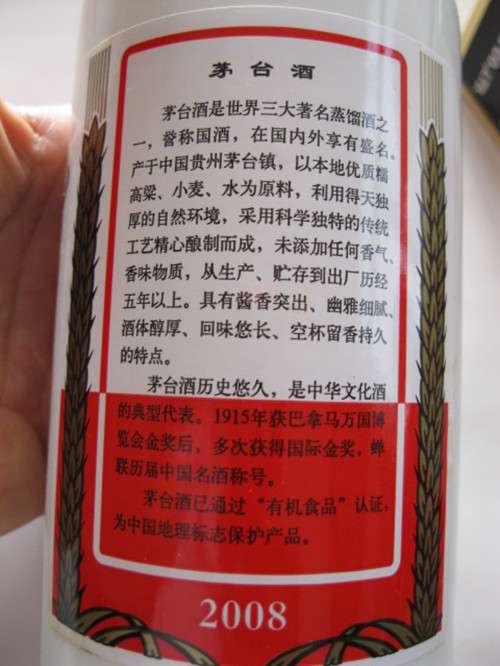 茅台酒
茅台酒是世界三大著名蒸馏酒之
一，誉称国酒，在国内外享有盛名。
产于中国贵州茅台镇，以本地优质糯
高粱、小麦、水为原料，利用得天独
厚的自然环境，采用科学独特的传统
工艺精心酿制而成，未添加任何香气、
香味物质，从生产、贮存到出厂历经
五年以上。具有酱香突出、幽雅细腻、
酒体醇厚、回味悠长、空杯留香持久
的特点。
茅台酒历史悠久，是中华文化酒
的典型代表。1915年获巴拿马万国博
览会金奖后，多次获得国际金奖，蝉
联历届中国名酒称号。
茅台酒已通过“有机食品”认证，
为中国地理标志保护产品。
2008